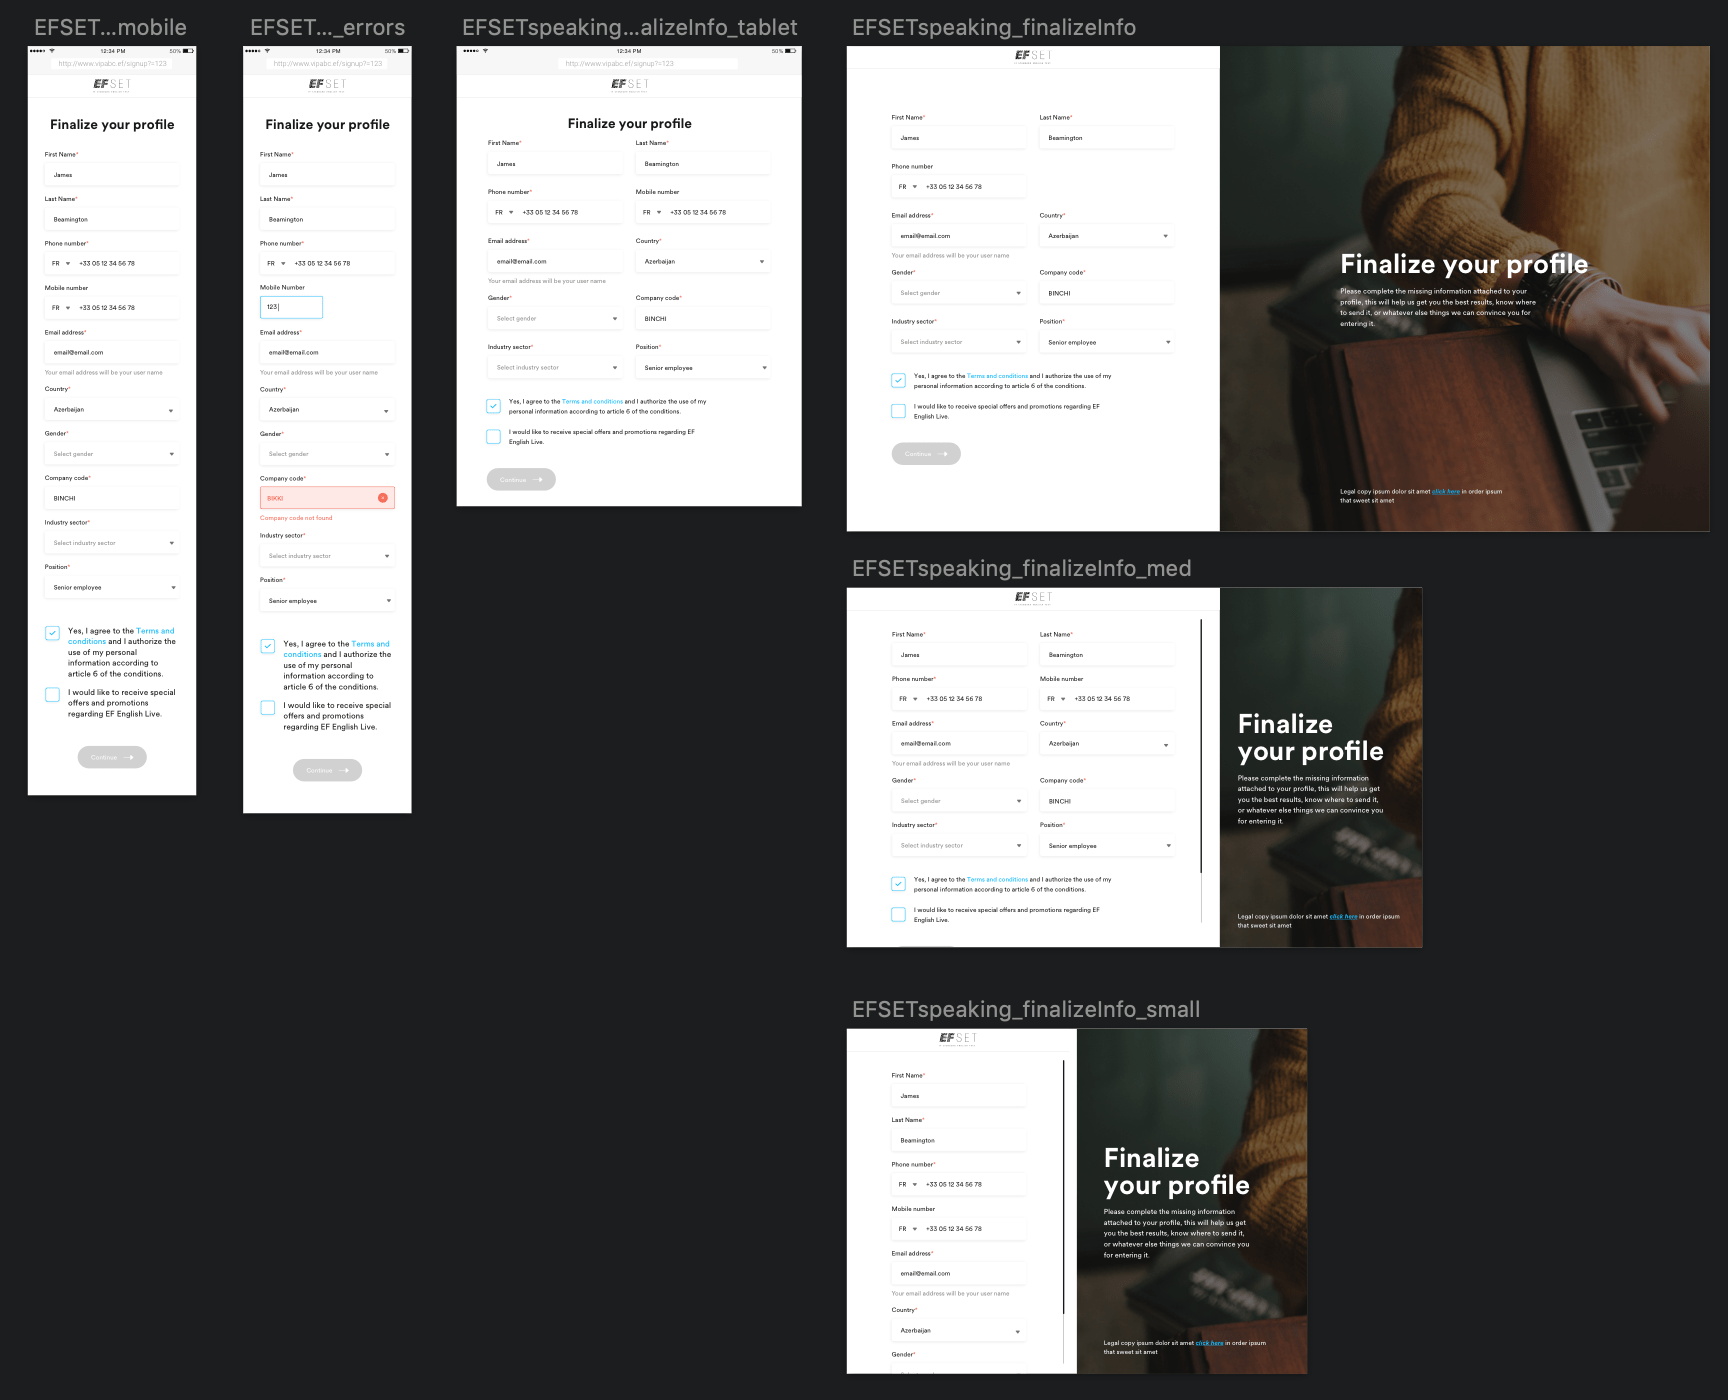 EFSET...mobile
12:34 PM
50%
http://www.vipabc.ef/signup?=123
EFSET
Finalize your profile
First Name*
James
Last Name*
Beamington
Phone number*
FR +33 05 12 34 56 78
Mobile number
FR +33 05 12 34 56 78
Email address*
email@email.com
Your email address will be your user name
Country*
Azerbaijan
Gender*
Select gender
Company code*
BINCHI
Industry sector*
Select industry sector
Position*
Senior employee
Yes, I agree to the Terms and
conditions and I authorize the
use of my personal
information according to
article 6 of the conditions.
I would like to receive special
offers and promotions
regarding EF English Live.
Continue
EFSET..._errors
12:34 PM
50%
http://www.vipabc.ef/signup?=123
EFSET
Finalize your profile
First Name*
James
Last Name*
Beamington
Phone number*
FR +33 05 12 34 56 78
Mobile Number
123
Email address*
email@email.com
Your email address will be your user name
Country*
Azerbaijan
Gender*
Select gender
Company code*
Company code not found
Industry sector*
Select industry sector
Position*
Senior employee
Yes, I agree to the Terms and
conditions and I authorize the
use of my personal
information according to
article 6 of the conditions.
I would like to receive special
offers and promotions
regarding EF English Live.
Continue
EFSETspeaking...alizeInfo_tablet
12:34 PM
50%
http://www.vipabc.ef/signup?=123
EFSET
Finalize your profile
First Name* Last Name*
James Beamington
Phone number* Mobile number
FR +33 05 12 34 56 78 FR +33 05 12 34 56 78
Email address* Country*
email@email.com Azerbaijan
Your email address will be your user name
Gender* Company code*
Select gender BINCHI
Industry sector* Position*
Select industry sector Senior employee
Yes, I agree to the Terms and conditions and I authorize the use of my
personal information according to article 6 of the conditions.
I would like to receive special offers and promotions regarding EF
English Live.
Continue
EFSETspeaking_finalizeInfo
EFSET
First Name* Last Name*
James Beamington
Phone number
FR +33 05 12 34 56 78
Email address* Country*
email@email.com Azerbaijan
Your email address will be your user name
Gender* Company code*
Select gender BINCHI
Industry sector* Position*
Select industry sector Senior employee
Yes, I agree to the Terms and conditions and I authorize the use of my
personal information according to article 6 of the conditions.
I would like to receive special offers and promotions regarding EF
English Live.
Continue
Finalize your profile
Please complete the missing information attached to your
profile, this will help us get you the best results, know where
to send it, or whatever else things we can convince you for
entering it.
Legal copy ipsum dolor sit amet click here in order ipsum
that sweet sit amet
EFSETspeaking_finalizeInfo_med
EFSET
First Name* Last Name*
James Beamington
Phone number* Mobile number
FR +33 05 12 34 56 78 FR +33 05 12 34 56 78
Email address* Country*
email@email.com Azerbaijan
Your email address will be your user name
Gender* Company code*
Select gender BINCHI
Industry sector* Position*
Select industry sector Senior employee
Yes, I agree to the Terms and conditions and I authorize the use of my
personal information according to article 6 of the conditions.
I would like to receive special offers and promotions regarding EF
English Live.
Finalize
your profile
Please complete the missing information
attached to your profile, this will help us get
you the best results, know where to send it,
or whatever else things we can convince you
for entering it.
Legal copy ipsum dolor sit amet click here in order ipsum
that sweet sit amet
EFSETspeaking_finalizeInfo_small
EFSET
First Name*
James
Last Name*
Beamington
Phone number*
FR +33 05 12 34 56 78
Mobile number
FR +33 05 12 34 56 78
Email address*
email@email.com
Your email address will be your user name
Country*
Azerbaijan
Gender*
Finalize
your profile
Please complete the missing information
attached to your profile, this will help us get
you the best results, know where to send it,
or whatever else things we can convince you
for entering it.
Legal copy ipsum dolor sit amet click here in order ipsum
that sweet sit amet